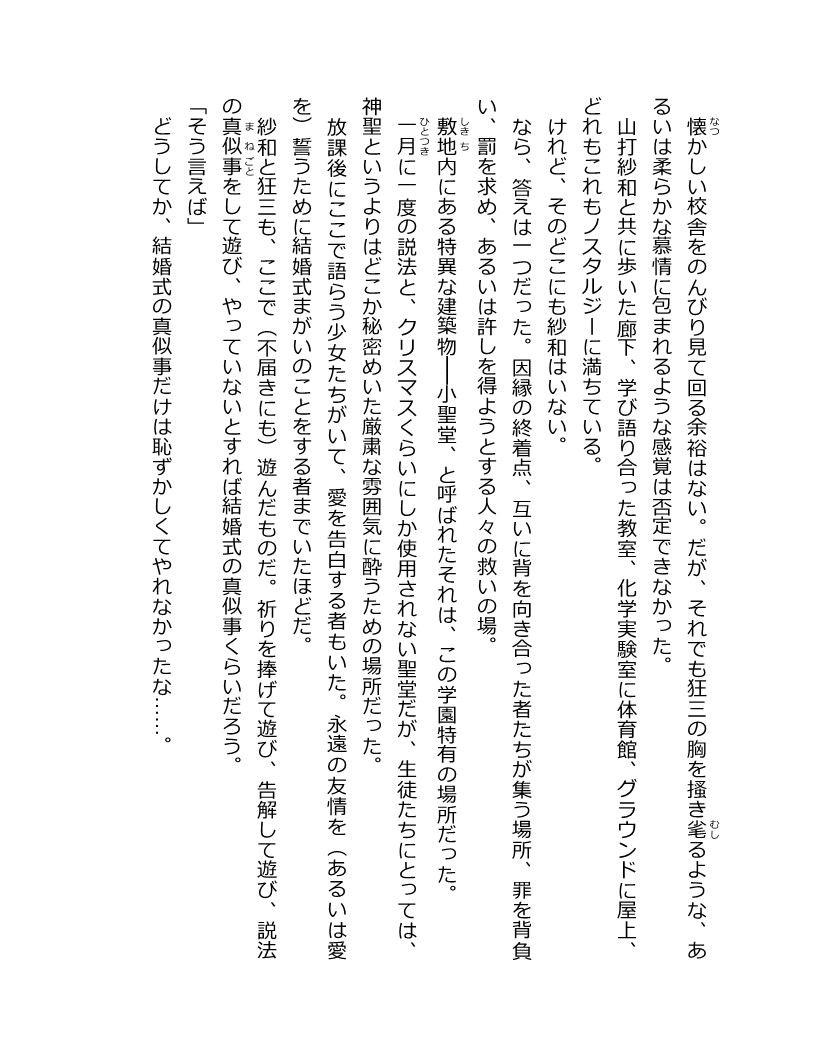 懐かしい校舎をのんびり見て回る余裕はない。だが、それでも狂三の胸を掻き毟るような、あ
るいは柔らかな慕情に包まれるような感覚は否定できなかった。
山打紗和と共に歩いた廊下、学び語り合った教室、化学実験室に体育館、グラウンドに屋上、
どれもこれもノスタルジーに満ちている。
けれど、そのどこにも紗和はいない。
なら、答えは一つだった。因縁の終着点、互いに背を向き合った者たちが集う場所、罪を背負
い、罰を求め、あるいは許しを得ようとする人々の救いの場。
敷地内にある特異な建築物――小聖堂、と呼ばれたそれは、この学園特有の場所だった。
一月に一度の説法と、クリスマスくらいにしか使用されない聖堂だが、生徒たちにとっては、
神聖というよりはどこか秘密めいた厳粛な雰囲気に酔うための場所だった。
放課後にここで語らう少女たちがいて、愛を告白する者もいた。永遠の友情を（あるいは愛
を）誓うために結婚式まがいのことをする者までいたほどだ。
紗和と狂三も、ここで（不届きにも）遊んだものだ。祈りを捧げて遊び、告解して遊び、説法
の真似事をして遊び、やっていないとすれば結婚式の真似事くらいだろう。
「そう言えば」
どうしてか、結婚式の真似事だけは恥ずかしくてやれなかったな……。